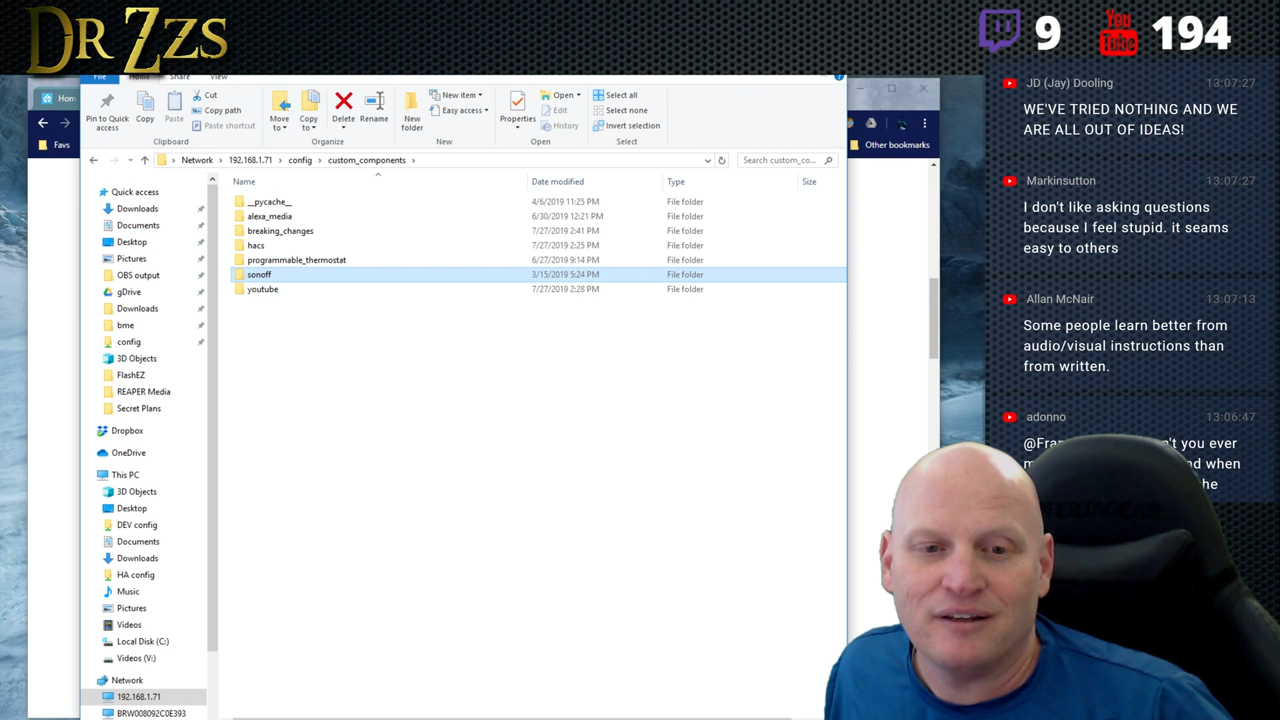 DR ZZS
9
You Tube
194
File
Home
Share
View
Pin to Quick access
Copy
Paste
Cut
Copy path
Paste shortcut
Clipboard
Move to
Copy to
Delete
Rename
Organize
New folder
New item
Easy access
New
Properties
Open
Edit
History
Open
Select all
Select none
Invert selection
Select
Hom
Favs
Other bookmarks
Network > 192.168.1.71 > config > custom_components >
Search custom_co...
Name Date modified Type Size
__pycache__ 4/6/2019 11:25 PM File folder
alexa_media 6/30/2019 12:21 PM File folder
breaking_changes 7/27/2019 2:41 PM File folder
hacs 7/27/2019 2:25 PM File folder
programmable_thermostat 6/27/2019 9:14 PM File folder
sonoff 3/15/2019 5:24 PM File folder
youtube 7/27/2019 2:28 PM File folder
Quick access
Downloads
Documents
Desktop
Pictures
OBS output
gDrive
Downloads
bme
config
3D Objects
FlashEZ
REAPER Media
Secret Plans
Dropbox
OneDrive
This PC
3D Objects
Desktop
DEV config
Documents
Downloads
HA config
Music
Pictures
Videos
Local Disk (C:)
Videos (V:)
Network
192.168.1.71
BRW008092C0E393
JD (Jay) Dooling 13:07:27
WE'VE TRIED NOTHING AND WE
ARE ALL OUT OF IDEAS!
Markinsutton 13:07:27
I don't like asking questions
because I feel stupid. it seams
easy to others
Allan McNair 13:07:13
Some people learn better from
audio/visual instructions than
from written.
adonno 13:06:47
you ever
when